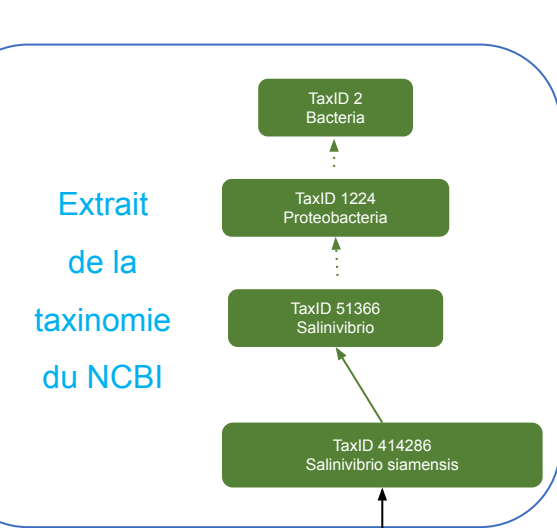 TaxID 2
Bacteria
TaxID 1224
Proteobacteria
Extrait
de la
taxinomie
du NCBI
TaxID 51366
Salinivibrio
TaxID 414286
Salinivibrio siamensis